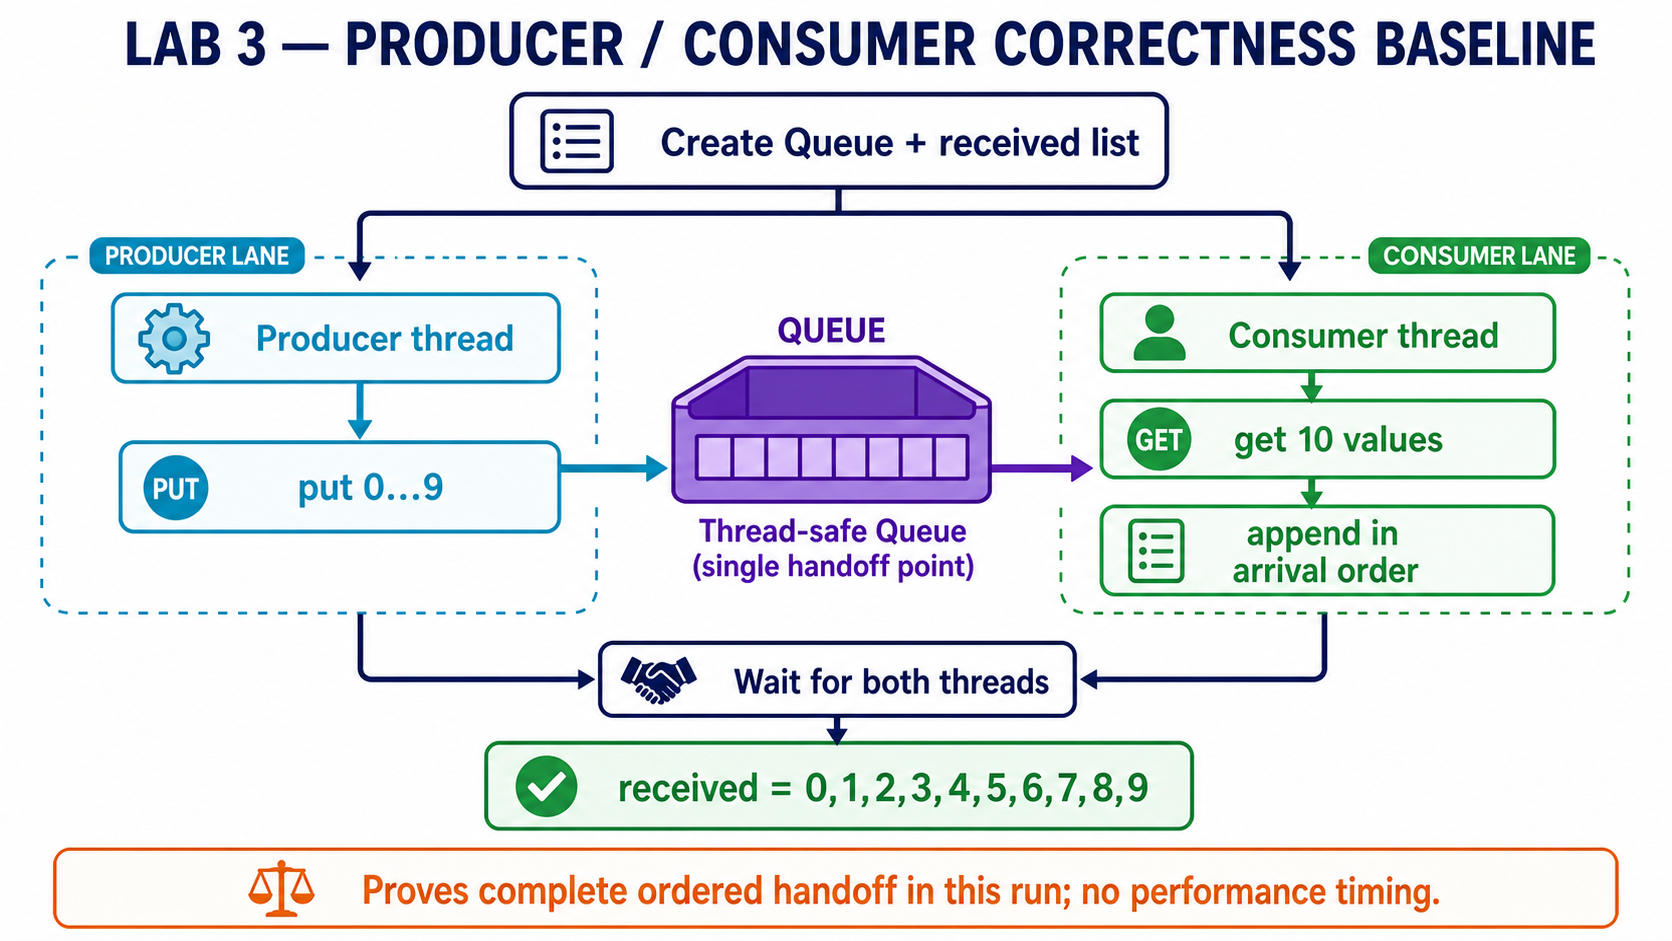 LAB 3 — PRODUCER / CONSUMER CORRECTNESS BASELINE
Create Queue + received list
PRODUCER LANE
Producer thread
PUT
put 0...9
QUEUE
Thread-safe Queue
(single handoff point)
CONSUMER LANE
Consumer thread
GET
get 10 values
append in
arrival order
Wait for both threads
received = 0,1,2,3,4,5,6,7,8,9
Proves complete ordered handoff in this run; no performance timing.